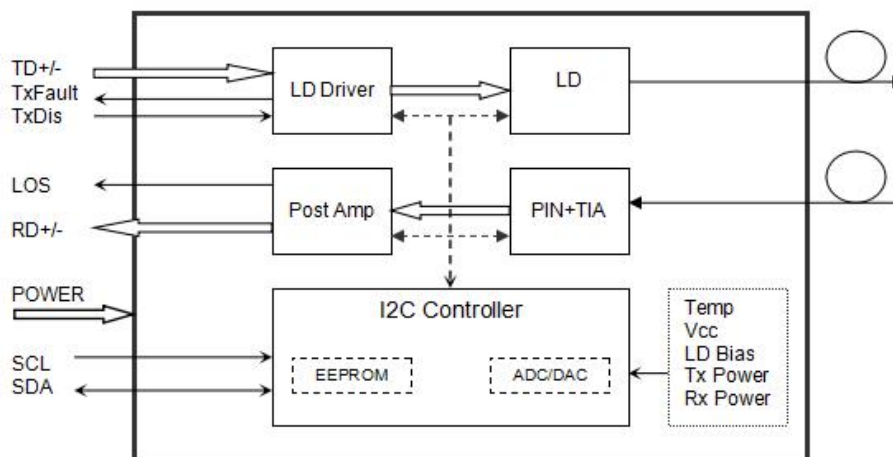 TD+/-
TxFault
TxDis
LD Driver
LD
LOS
RD+/-
Post Amp
PIN+TIA
POWER
SCL
SDA
I2C Controller
EEPROM
ADC/DAC
Temp
Vcc
LD Bias
Tx Power
Rx Power